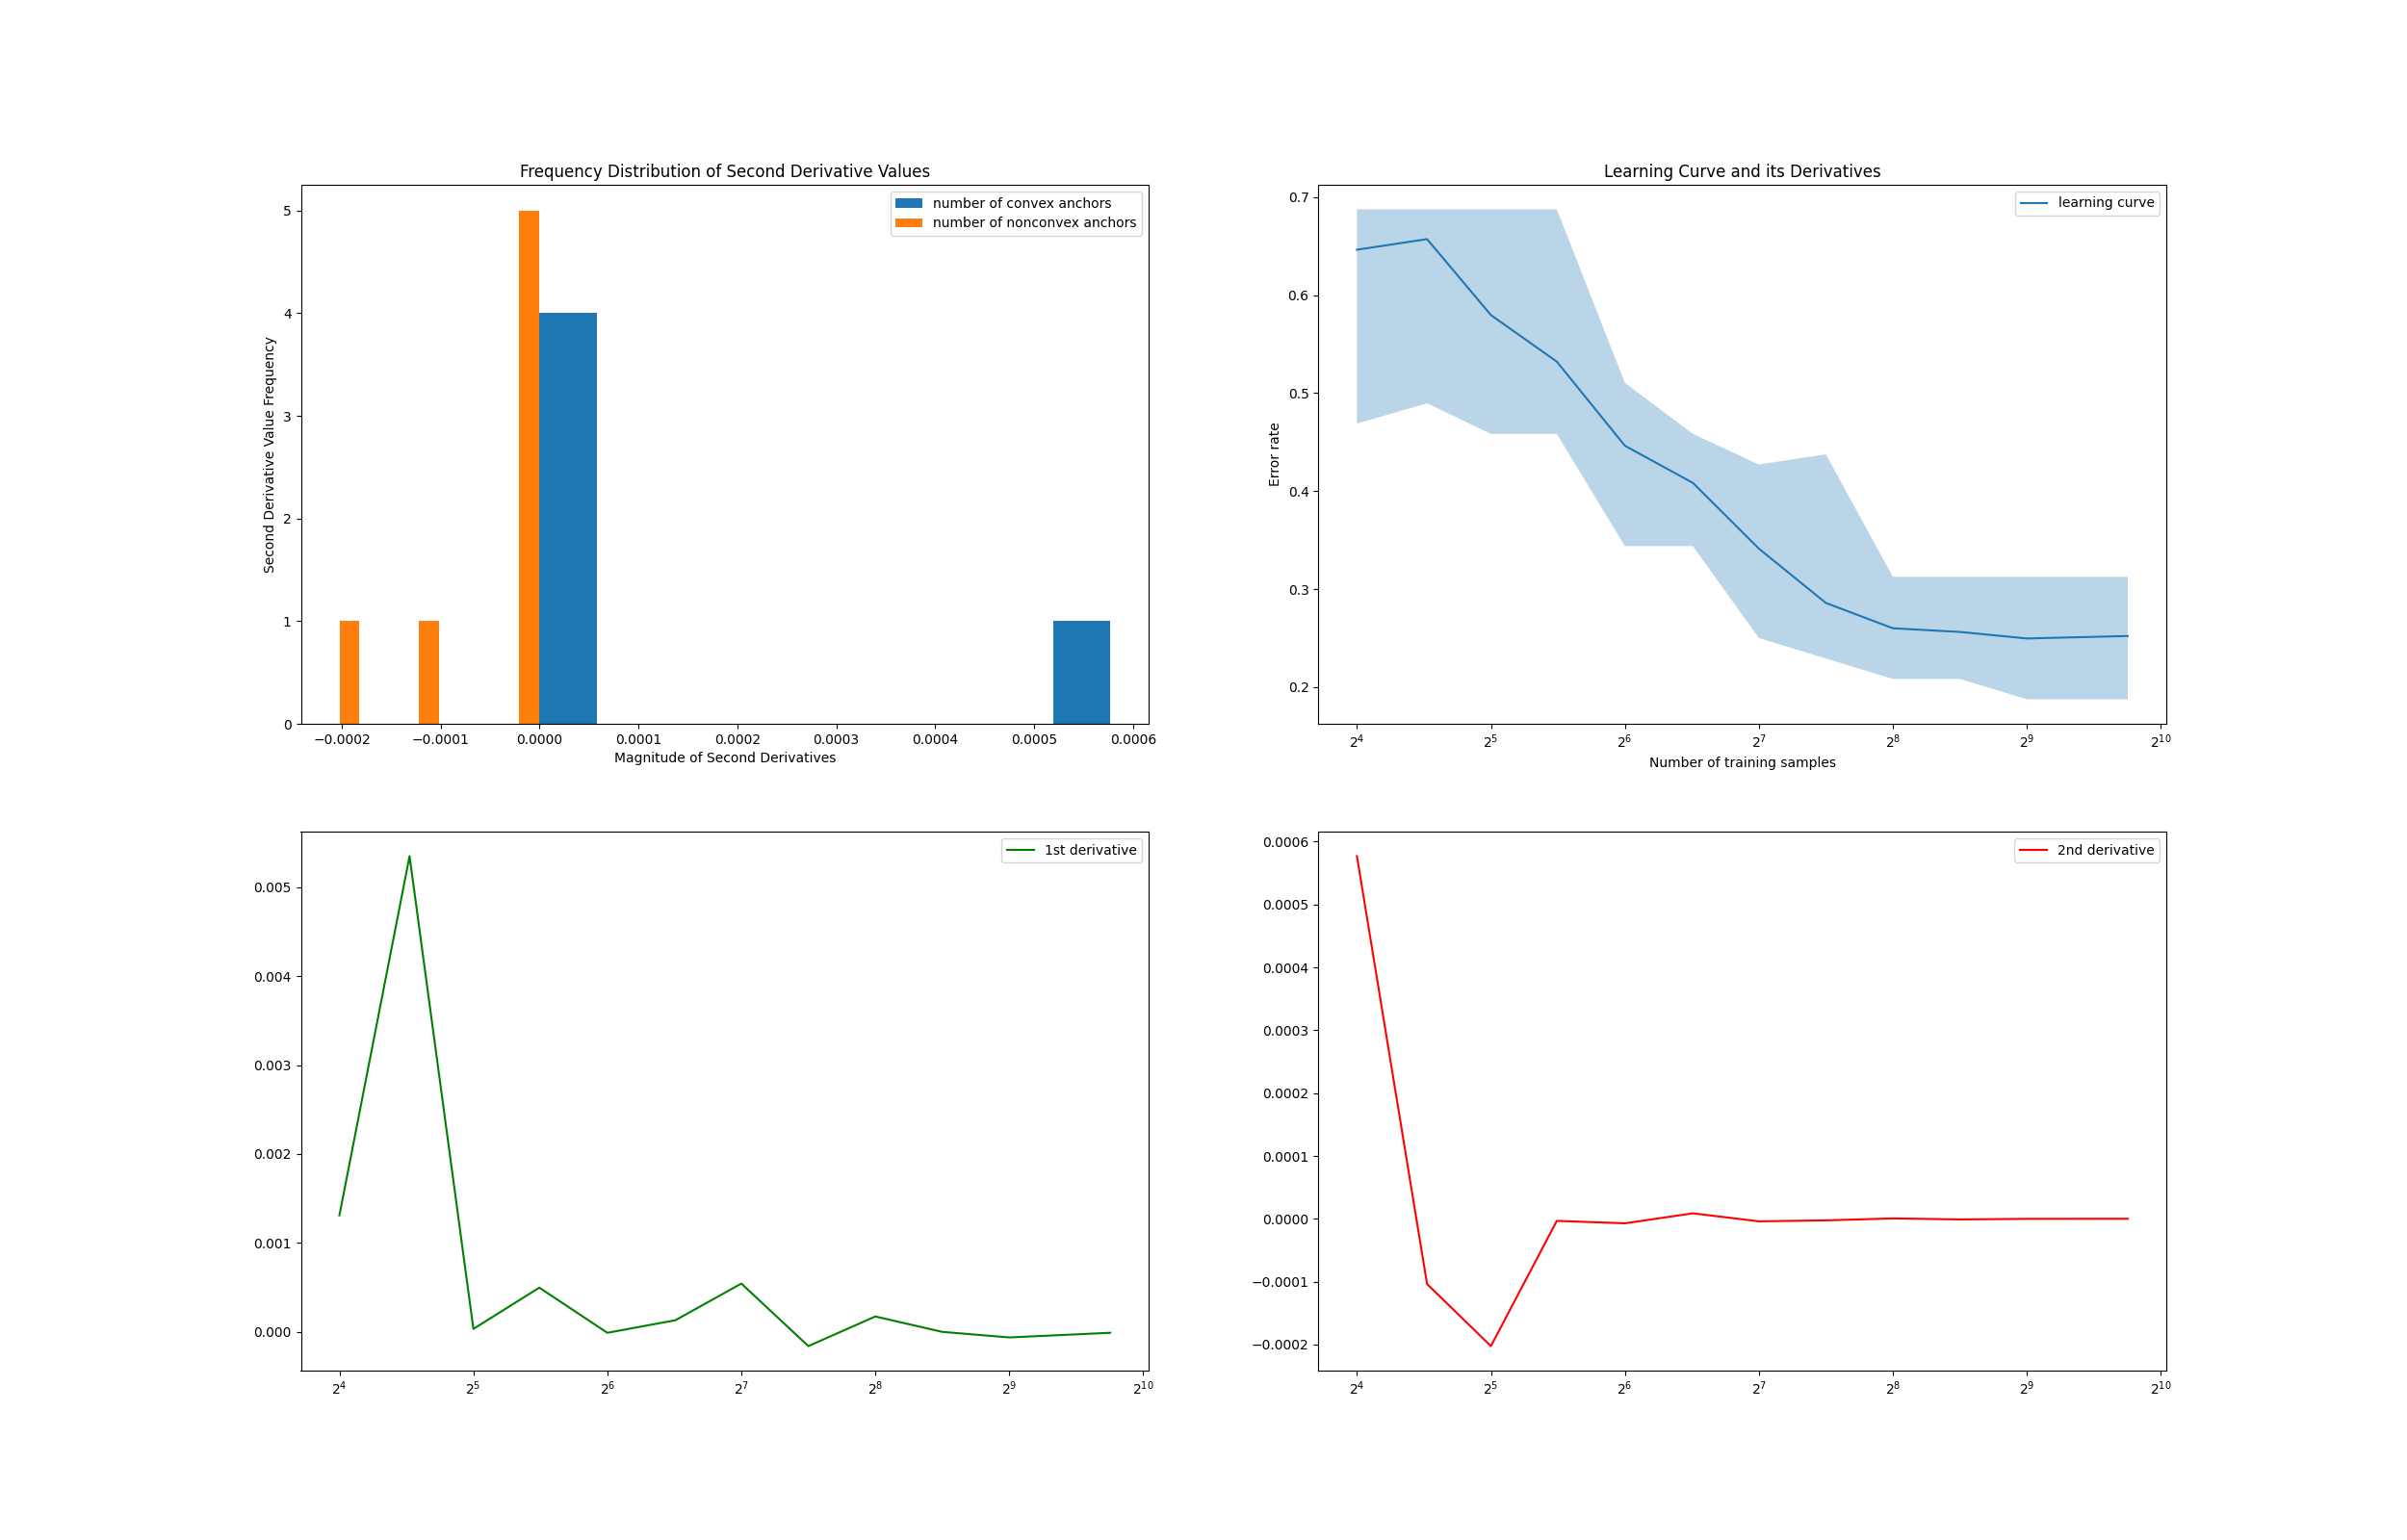 Frequency Distribution of Second Derivative Values
number of convex anchors
number of nonconvex anchors
Second Derivative Value Frequency
5
4
3
2
1
0
−0.0002 −0.0001 0.0000 0.0001 0.0002 0.0003 0.0004 0.0005 0.0006
Magnitude of Second Derivatives
Learning Curve and its Derivatives
learning curve
Error rate
0.7
0.6
0.5
0.4
0.3
0.2
2^4 2^5 2^6 2^7 2^8 2^9 2^10
Number of training samples
1st derivative
0.005
0.004
0.003
0.002
0.001
0.000
2^4 2^5 2^6 2^7 2^8 2^9 2^10
2nd derivative
0.0006
0.0005
0.0004
0.0003
0.0002
0.0001
0.0000
−0.0001
−0.0002
2^4 2^5 2^6 2^7 2^8 2^9 2^10